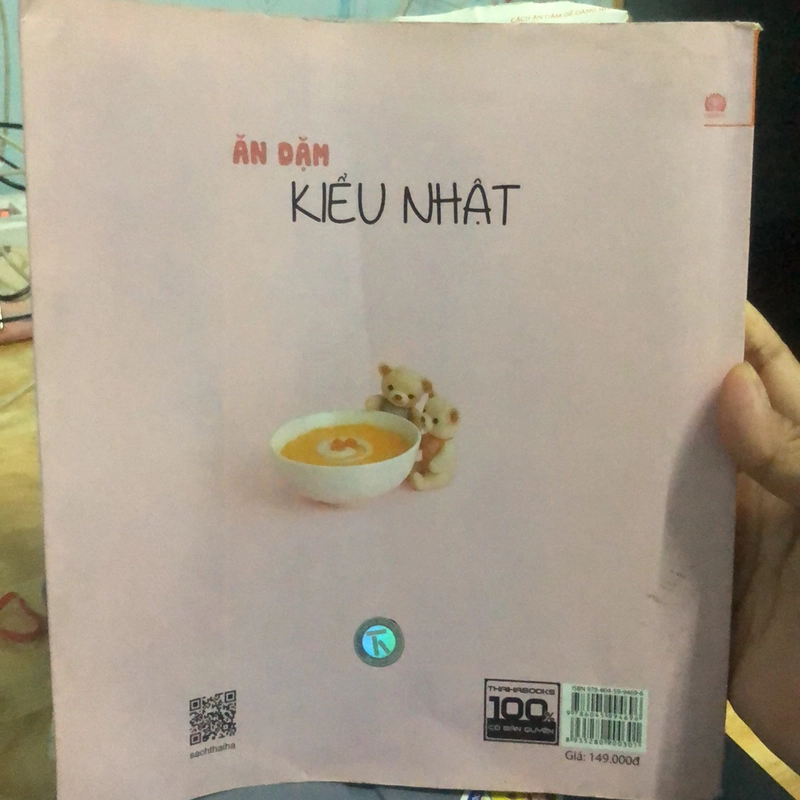 ĂN DẶM
KIỂU NHẬT
sachthaiha
THAIHABOOKS
100%
CÓ BẢN QUYỀN
Giá: 149.000đ